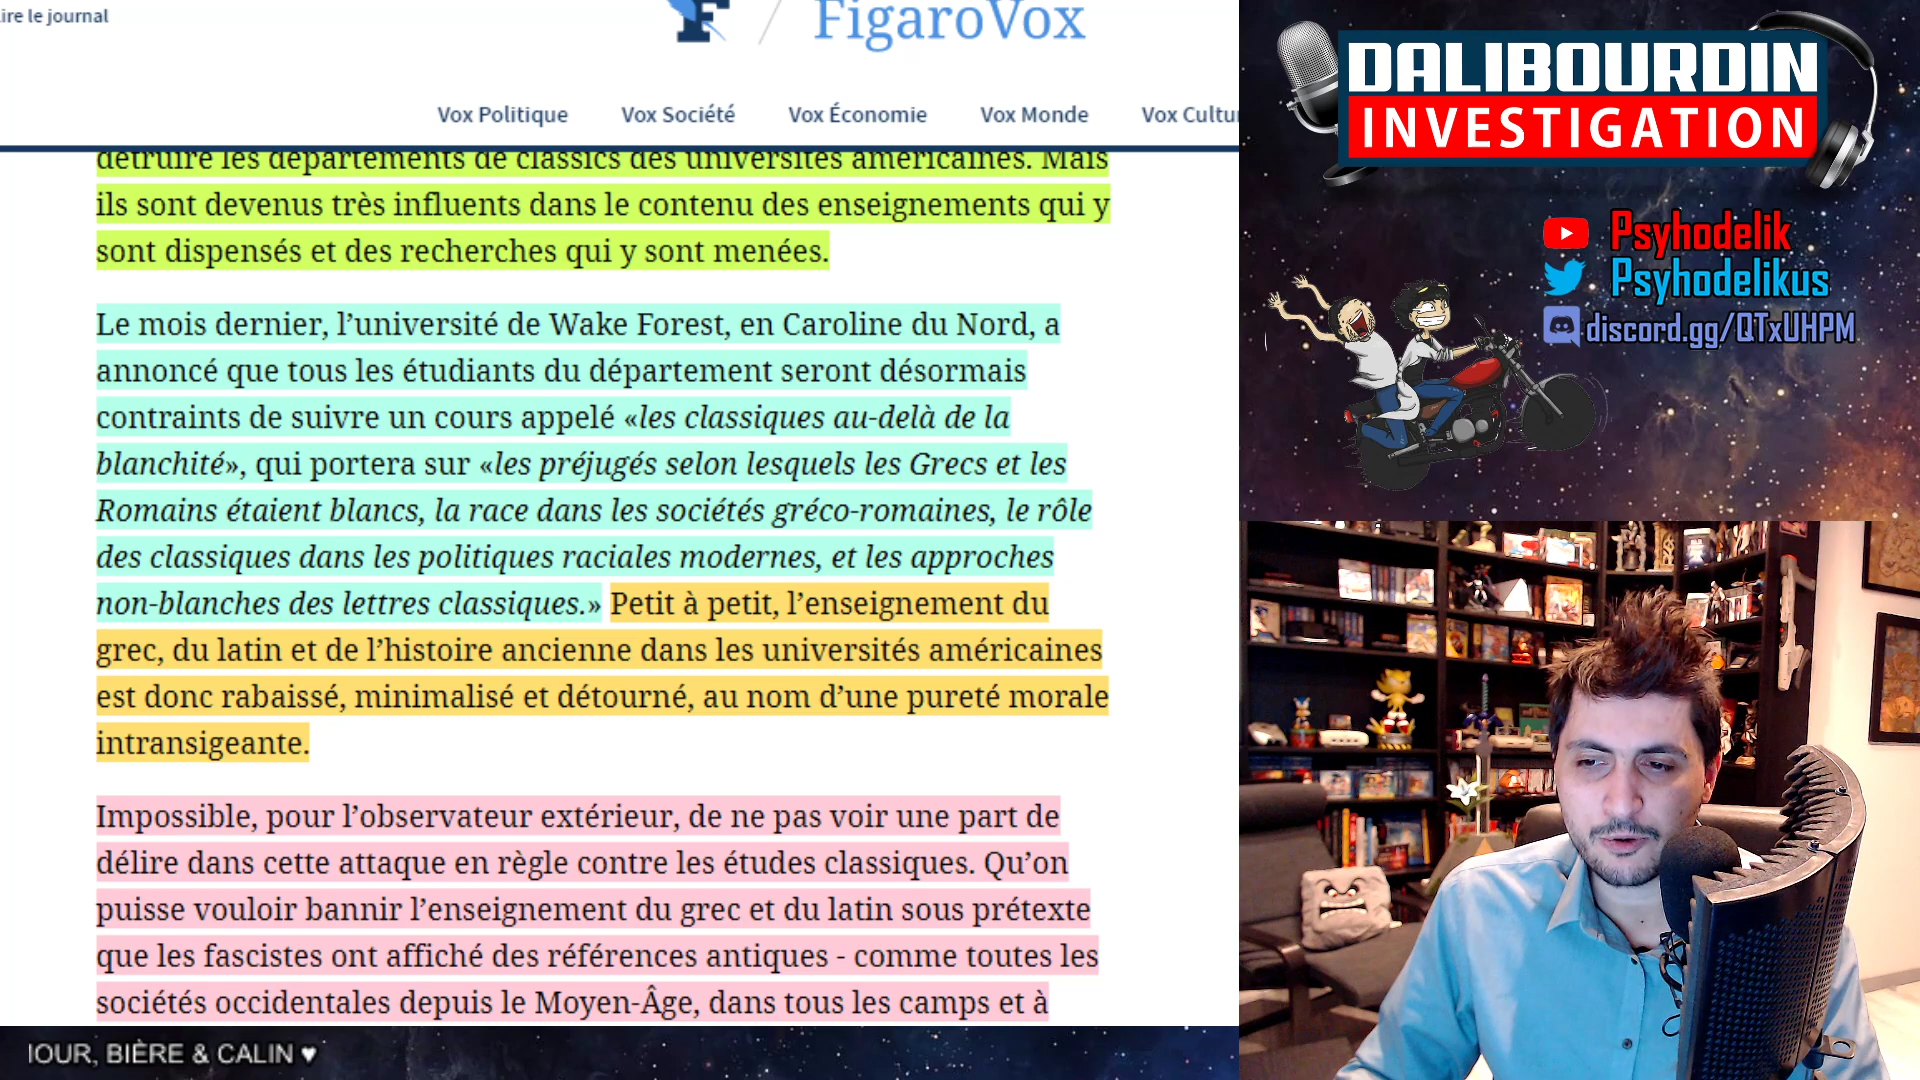 ire le journal
FigaroVox
Vox Politique Vox Société Vox Économie Vox Monde Vox Cultur
détruire les départements de classics des universités américaines. Mais
ils sont devenus très influents dans le contenu des enseignements qui y
sont dispensés et des recherches qui y sont menées.
Le mois dernier, l’université de Wake Forest, en Caroline du Nord, a
annoncé que tous les étudiants du département seront désormais
contraints de suivre un cours appelé «les classiques au-delà de la
blanchité», qui portera sur «les préjugés selon lesquels les Grecs et les
Romains étaient blancs, la race dans les sociétés gréco-romaines, le rôle
des classiques dans les politiques raciales modernes, et les approches
non-blanches des lettres classiques.» Petit à petit, l’enseignement du
grec, du latin et de l’histoire ancienne dans les universités américaines
est donc rabaissé, minimalisé et détourné, au nom d’une pureté morale
intransigeante.
Impossible, pour l’observateur extérieur, de ne pas voir une part de
délire dans cette attaque en règle contre les études classiques. Qu’on
puisse vouloir bannir l’enseignement du grec et du latin sous prétexte
que les fascistes ont affiché des références antiques - comme toutes les
sociétés occidentales depuis le Moyen-Âge, dans tous les camps et à
IOUR, BIÈRE & CALIN ♥
DALIBOURDIN
INVESTIGATION
Psyhodelik
Psyhodelikus
discord.gg/QTxUHPM